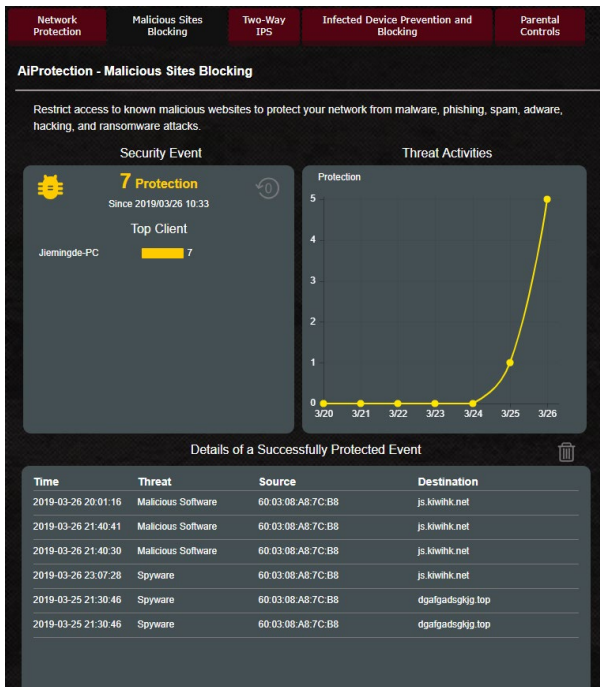 Network Protection
Malicious Sites Blocking
Two-Way IPS
Infected Device Prevention and Blocking
Parental Controls
AiProtection - Malicious Sites Blocking
Restrict access to known malicious websites to protect your network from malware, phishing, spam, adware,
hacking, and ransomware attacks.
Security Event
7 Protection
Since 2019/03/26 10:33
0
Top Client
Jiemingde-PC 7
Threat Activities
Protection
5
4
3
2
1
0
3/20 3/21 3/22 3/23 3/24 3/25 3/26
Details of a Successfully Protected Event
Time Threat Source Destination
2019-03-26 20:01:16 Malicious Software 60:03:08:A8:7C:B8 js.kiwihk.net
2019-03-26 21:40:41 Malicious Software 60:03:08:A8:7C:B8 js.kiwihk.net
2019-03-26 21:40:30 Malicious Software 60:03:08:A8:7C:B8 js.kiwihk.net
2019-03-26 23:07:28 Spyware 60:03:08:A8:7C:B8 js.kiwihk.net
2019-03-25 21:30:46 Spyware 60:03:08:A8:7C:B8 dgafgadsgkjg.top
2019-03-25 21:30:46 Spyware 60:03:08:A8:7C:B8 dgafgadsgkjg.top